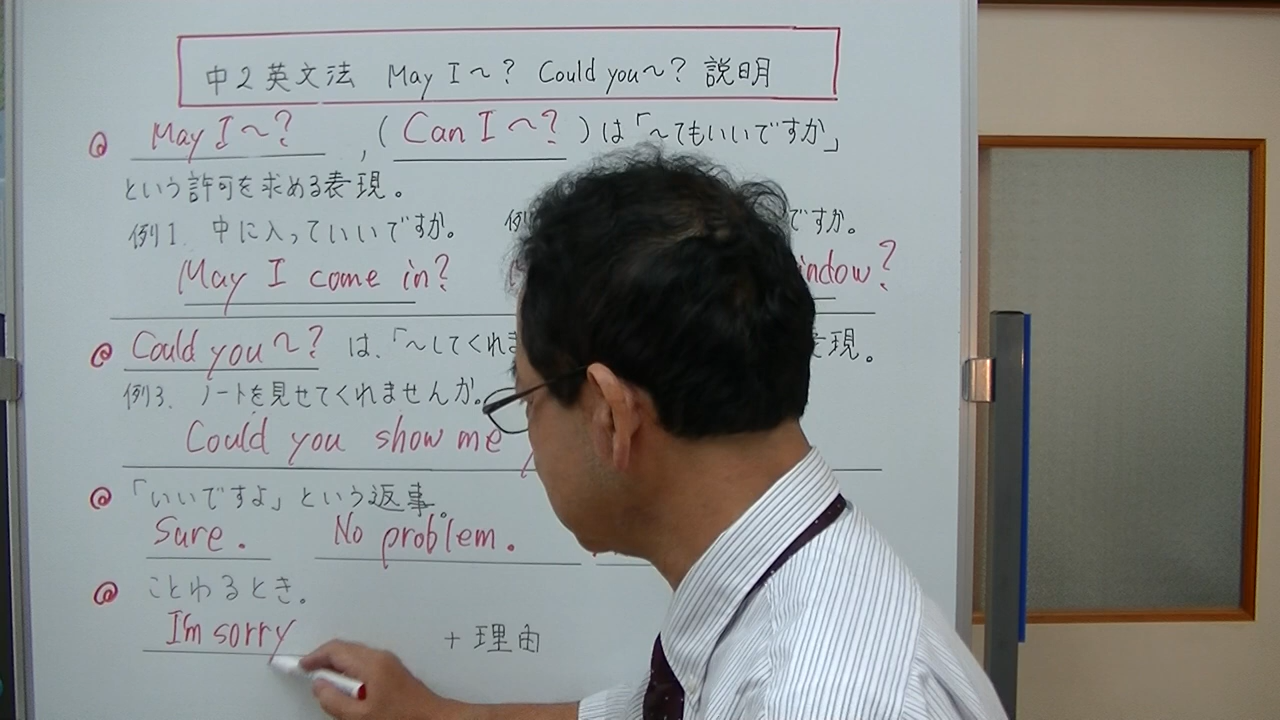 中2英文法 May I～? Could you～? 説明
@ May I～? , ( Can I～? ) は「～てもいいですか」
という許可を求める表現。
例1. 中に入っていいですか。 例 ですか。
May I come in? indow?
@ Could you～? は、「～してくれま 表現。
例3. ノートを見せてくれませんか。
Could you show me
@ 「いいですよ」という返事。
Sure. No problem.
@ ことわるとき。
I'm sorry +理由